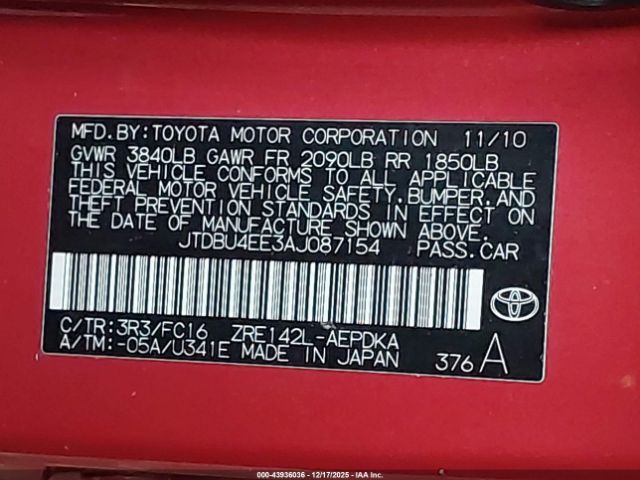 MFD.BY:TOYOTA MOTOR CORPORATION 11/10
GVWR 3840LB GAWR FR 2090LB RR 1850LB
THIS VEHICLE CONFORMS TO ALL APPLICABLE
FEDERAL MOTOR VEHICLE SAFETY,BUMPER,AND
THEFT PREVENTION STANDARDS IN EFFECT ON
THE DATE OF MANUFACTURE SHOWN ABOVE.
JTDBU4EE3AJ087154 PASS.CAR
C/TR:3R3/FC16 ZRE142L-AEPDKA
A/TM:-05A/U341E MADE IN JAPAN 376 A
000-43936036 - 12/17/2025 - IAA Inc.